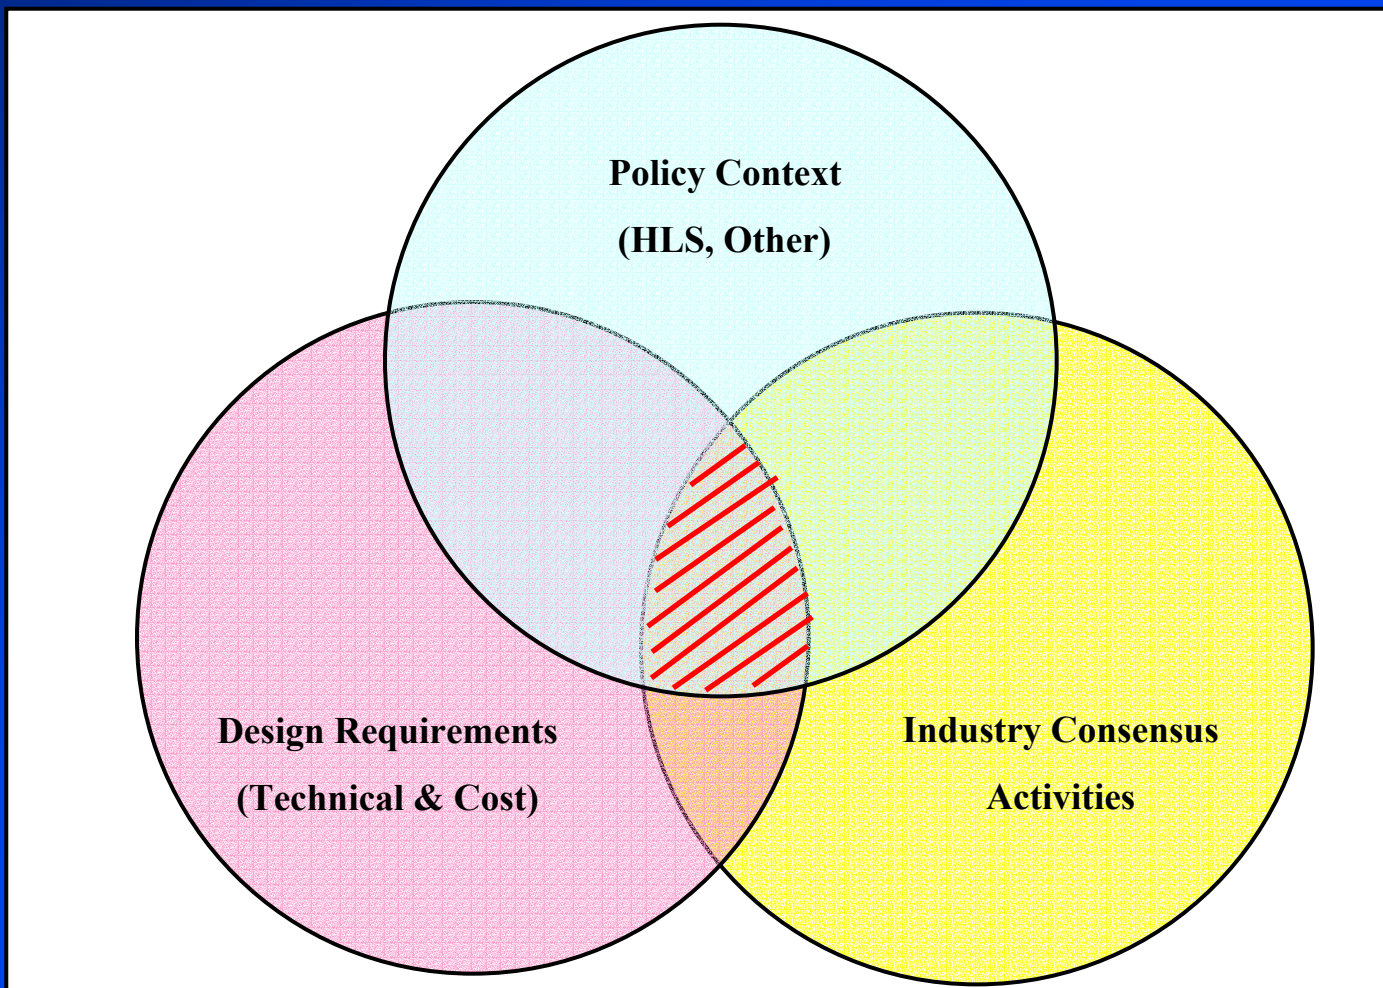 Policy Context
(HLS, Other)
Design Requirements
(Technical & Cost)
Industry Consensus
Activities